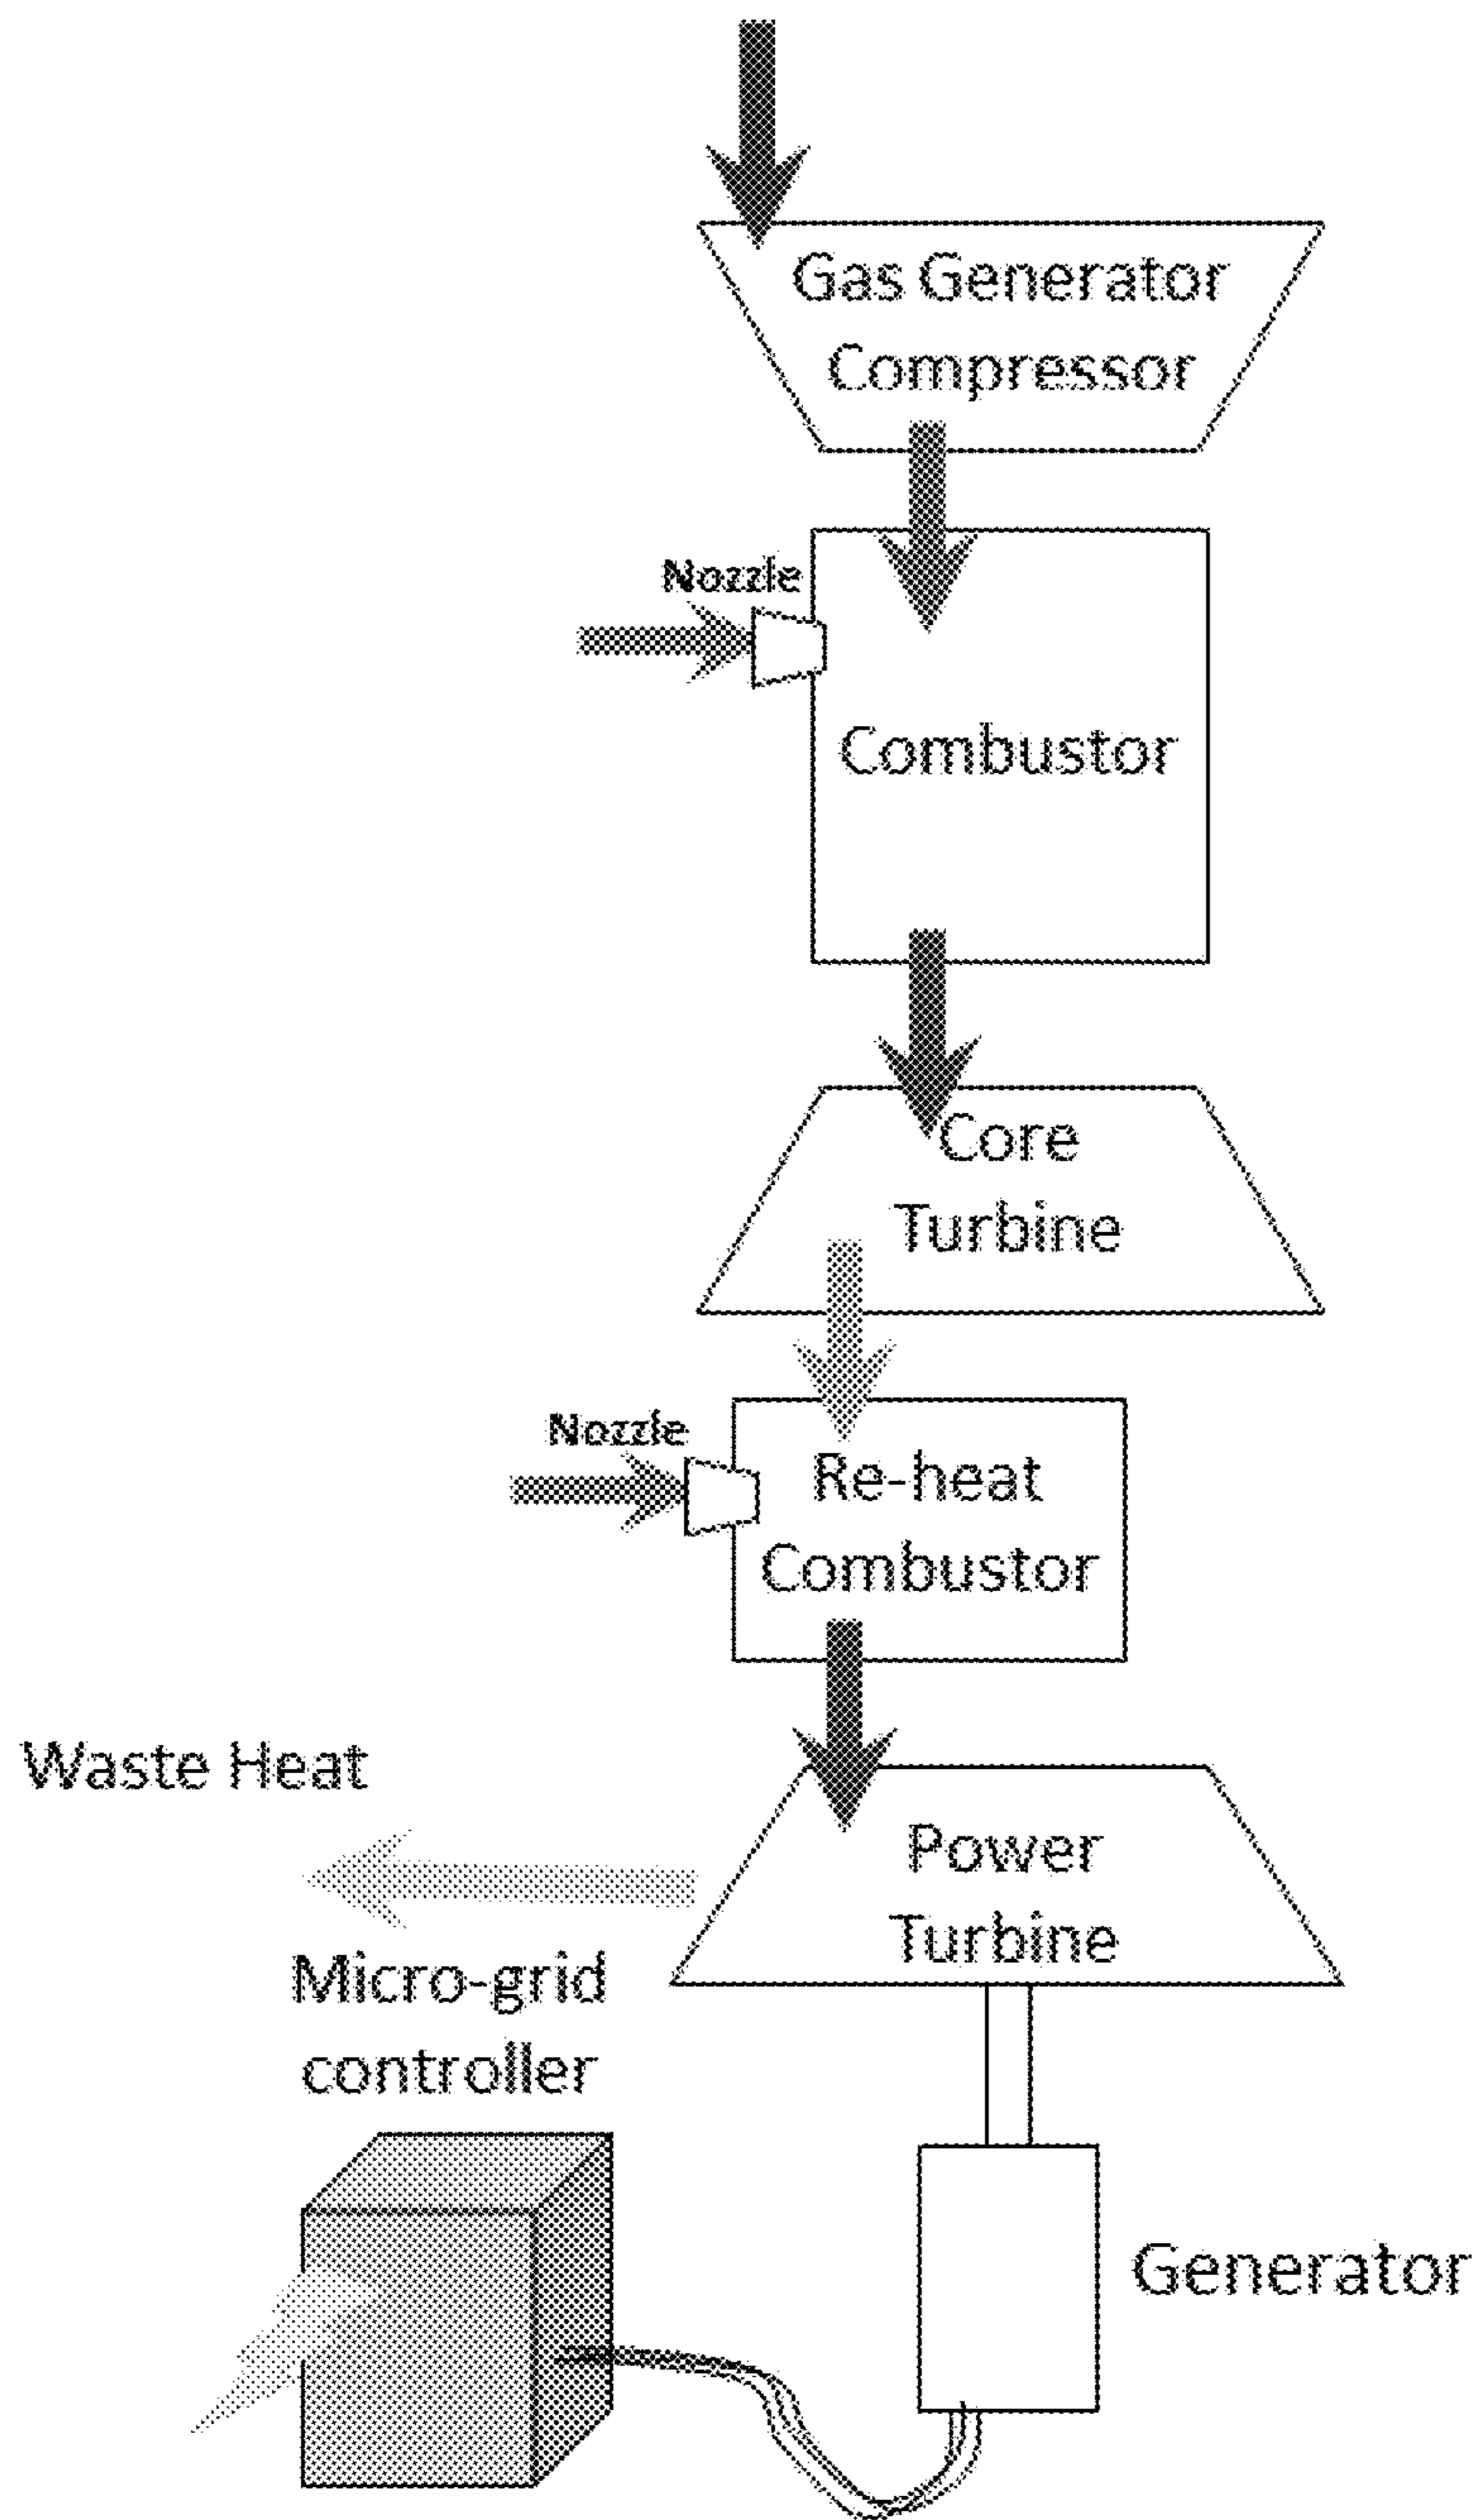 Gas Generator
Compressor
Nozzle
Combustor
Core
Turbine
Nozzle
Re-heat
Combustor
Waste Heat
Power
Turbine
Micro-grid
controller
Generator